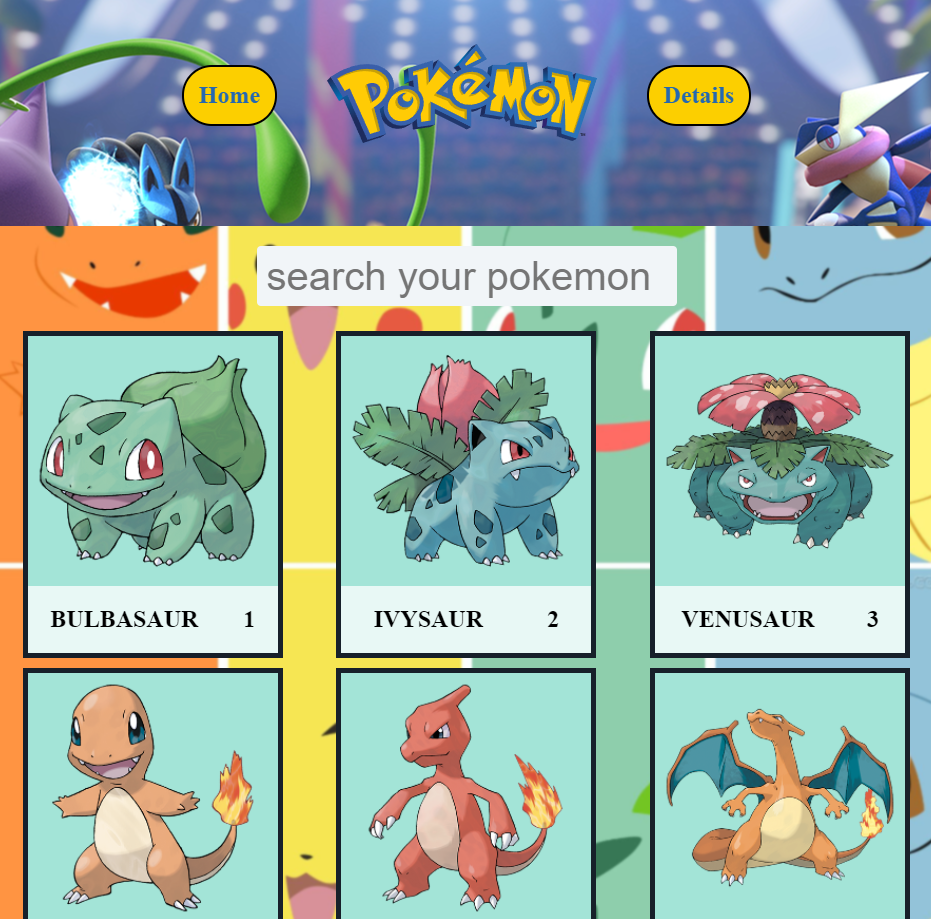 Home
POKéMON
Details
search your pokemon
BULBASAUR 1
IVYSAUR 2
VENUSAUR 3